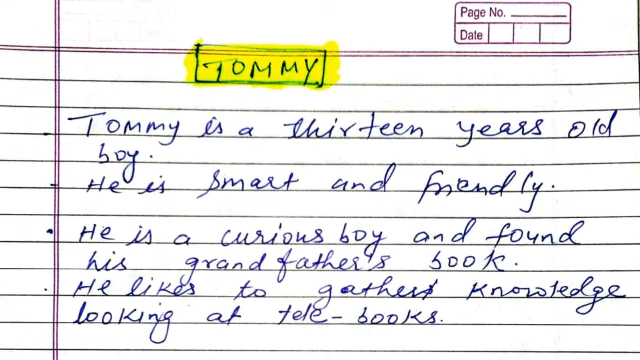 Page No.
Date
TOMMY
- Tommy is a thirteen years old
boy.
- He is smart and friendly.
• He is a curious boy and found
his grandfather's book.
• He likes to gather knowledge
looking at tele-books.